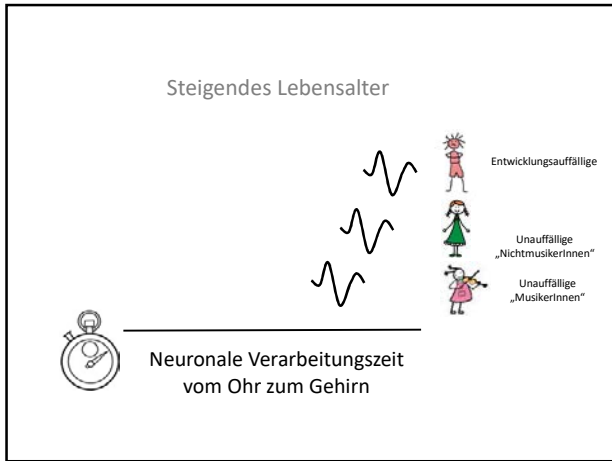 Steigendes Lebensalter
Entwicklungsauffällige
Unauffällige
„NichtmusikerInnen“
Unauffällige
„MusikerInnen“
Neuronale Verarbeitungszeit
vom Ohr zum Gehirn